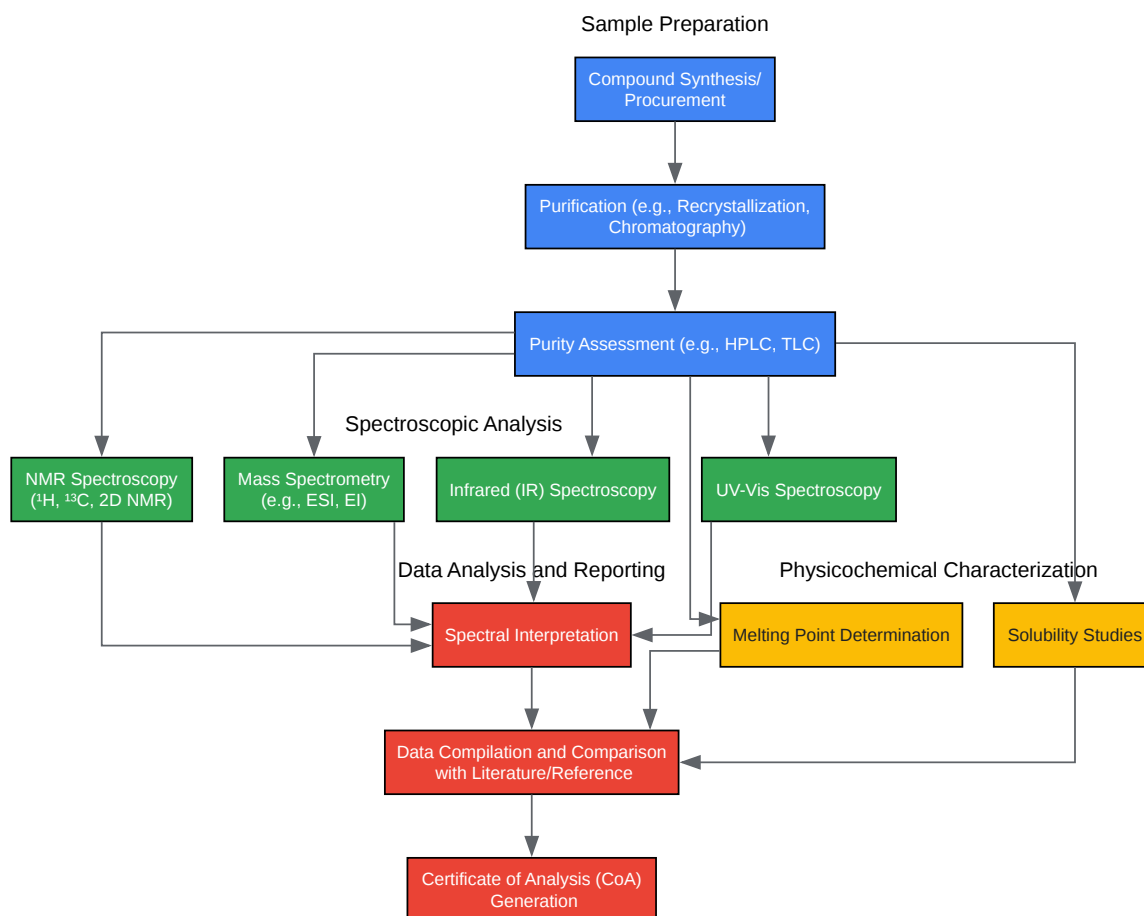 Sample Preparation
Compound Synthesis/
Procurement
Purification (e.g., Recrystallization,
Chromatography)
Purity Assessment (e.g., HPLC, TLC)
Spectroscopic Analysis
NMR Spectroscopy
(¹H, ¹³C, 2D NMR)
Mass Spectrometry
(e.g., ESI, EI)
Infrared (IR) Spectroscopy
UV-Vis Spectroscopy
Data Analysis and Reporting
Physicochemical Characterization
Spectral Interpretation
Melting Point Determination
Solubility Studies
Data Compilation and Comparison
with Literature/Reference
Certificate of Analysis (CoA)
Generation